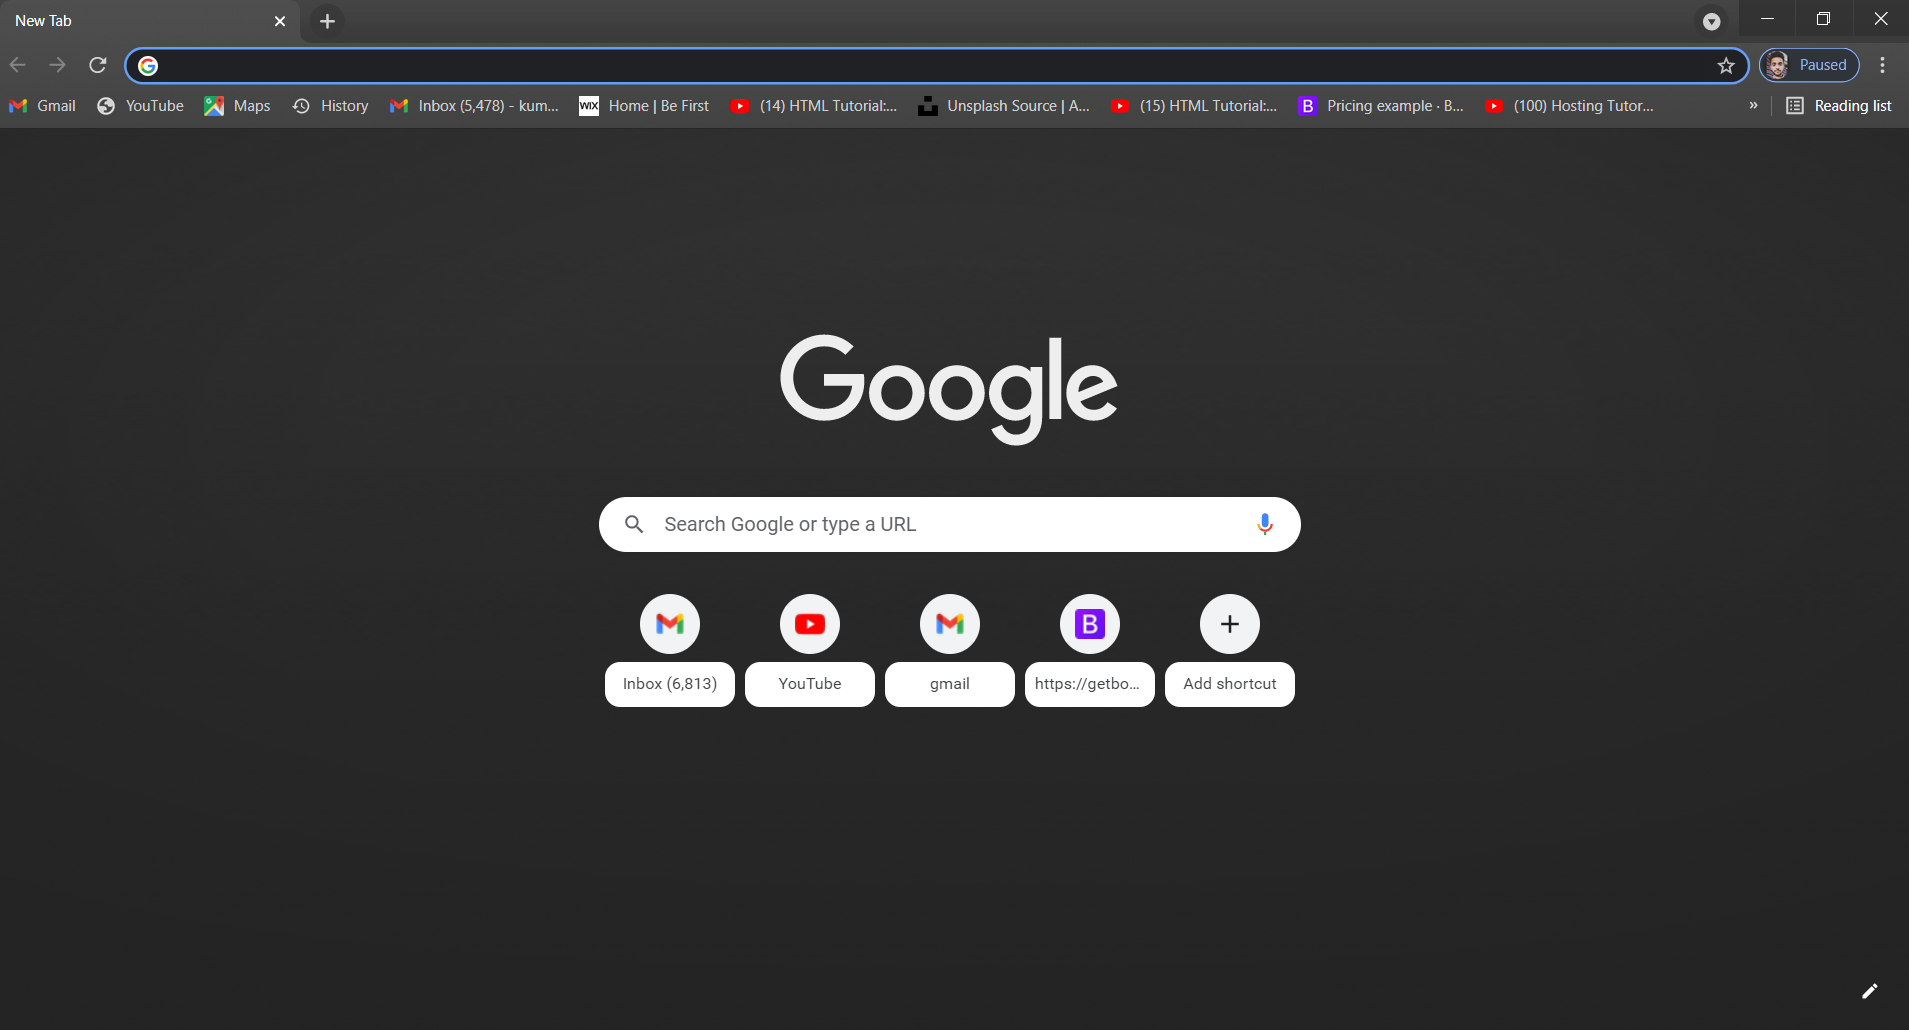 New Tab
Paused
Gmail YouTube Maps History Inbox (5,478) - kum... WIX Home | Be First (14) HTML Tutorial:... Unsplash Source | A... (15) HTML Tutorial:... B Pricing example · B... (100) Hosting Tutor... » Reading list
Google
Search Google or type a URL
B
Inbox (6,813) YouTube gmail https://getbo... Add shortcut